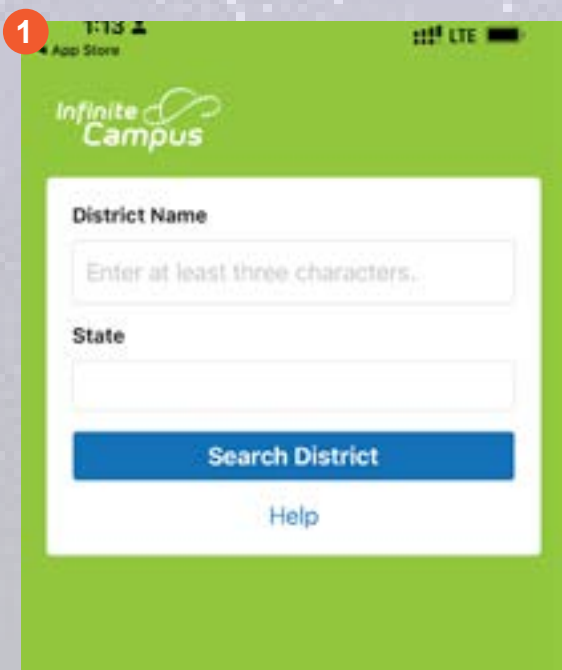 1
1:13
LTE
App Store
Infinite
Campus
District Name
Enter at least three characters.
State
Search District
Help